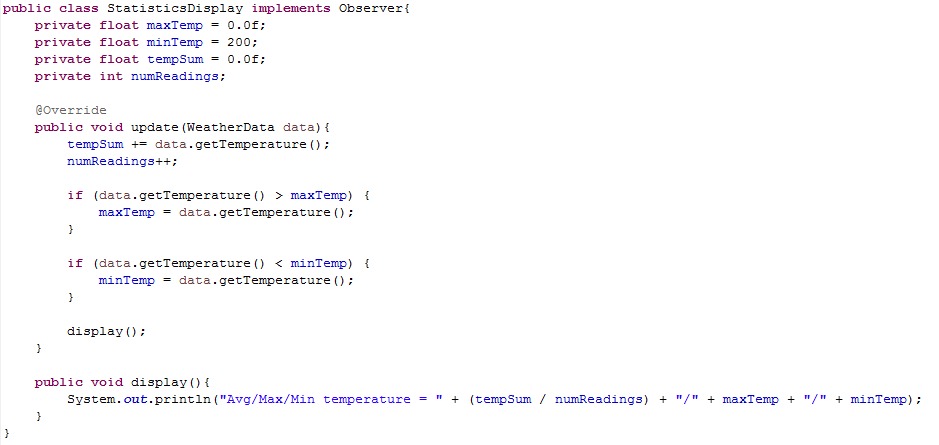 public class StatisticsDisplay implements Observer{
    private float maxTemp = 0.0f;
    private float minTemp = 200;
    private float tempSum = 0.0f;
    private int numReadings;

    @Override
    public void update(WeatherData data){
        tempSum += data.getTemperature();
        numReadings++;

        if (data.getTemperature() > maxTemp) {
            maxTemp = data.getTemperature();
        }

        if (data.getTemperature() < minTemp) {
            minTemp = data.getTemperature();
        }

        display();
    }

    public void display(){
        System.out.println("Avg/Max/Min temperature = " + (tempSum / numReadings) + "/" + maxTemp + "/" + minTemp);
    }
}